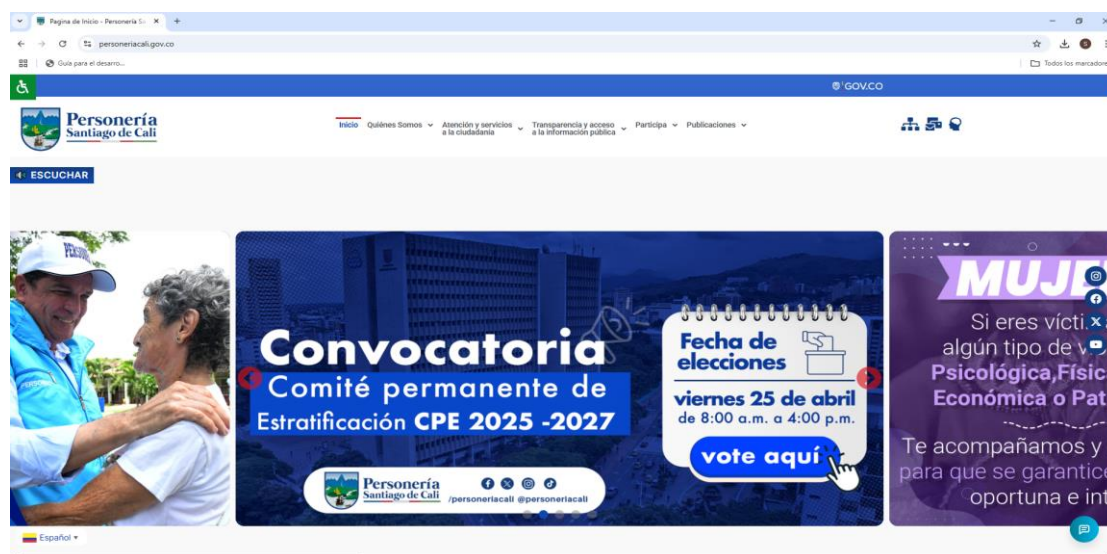 Pagina de Inicio - Personería
personeriacali.gov.co
Guía para el desarro...
Todos los marcadores
GOV.CO
Personería
Santiago de Cali
Inicio
Quiénes Somos
Atención y servicios
a la ciudadanía
Transparencia y acceso
a la información pública
Participa
Publicaciones
ESCUCHAR
Convocatoria
Comité permanente de
Estratificación CPE 2025 -2027
Fecha de
elecciones
viernes 25 de abril
de 8:00 a.m. a 4:00 p.m.
vote aquí
Personería
Santiago de Cali
/personeriacali @personeriacali
MUJE
Si eres vícti
algún tipo de
Psicológica,Físic
Económica o Pat
Te acompañamos y
para que se garantice
oportuna e int
Español